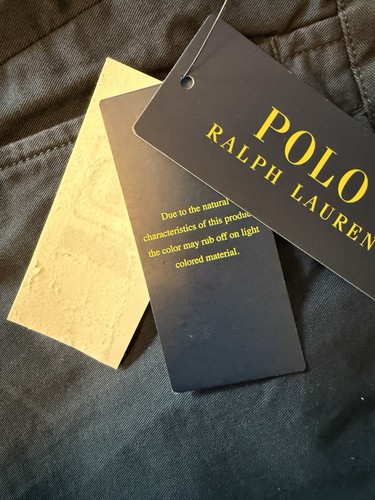 POLO
RALPH LAUREN
Due to the natural
characteristics of this produc
the color may rub off on light
colored material.